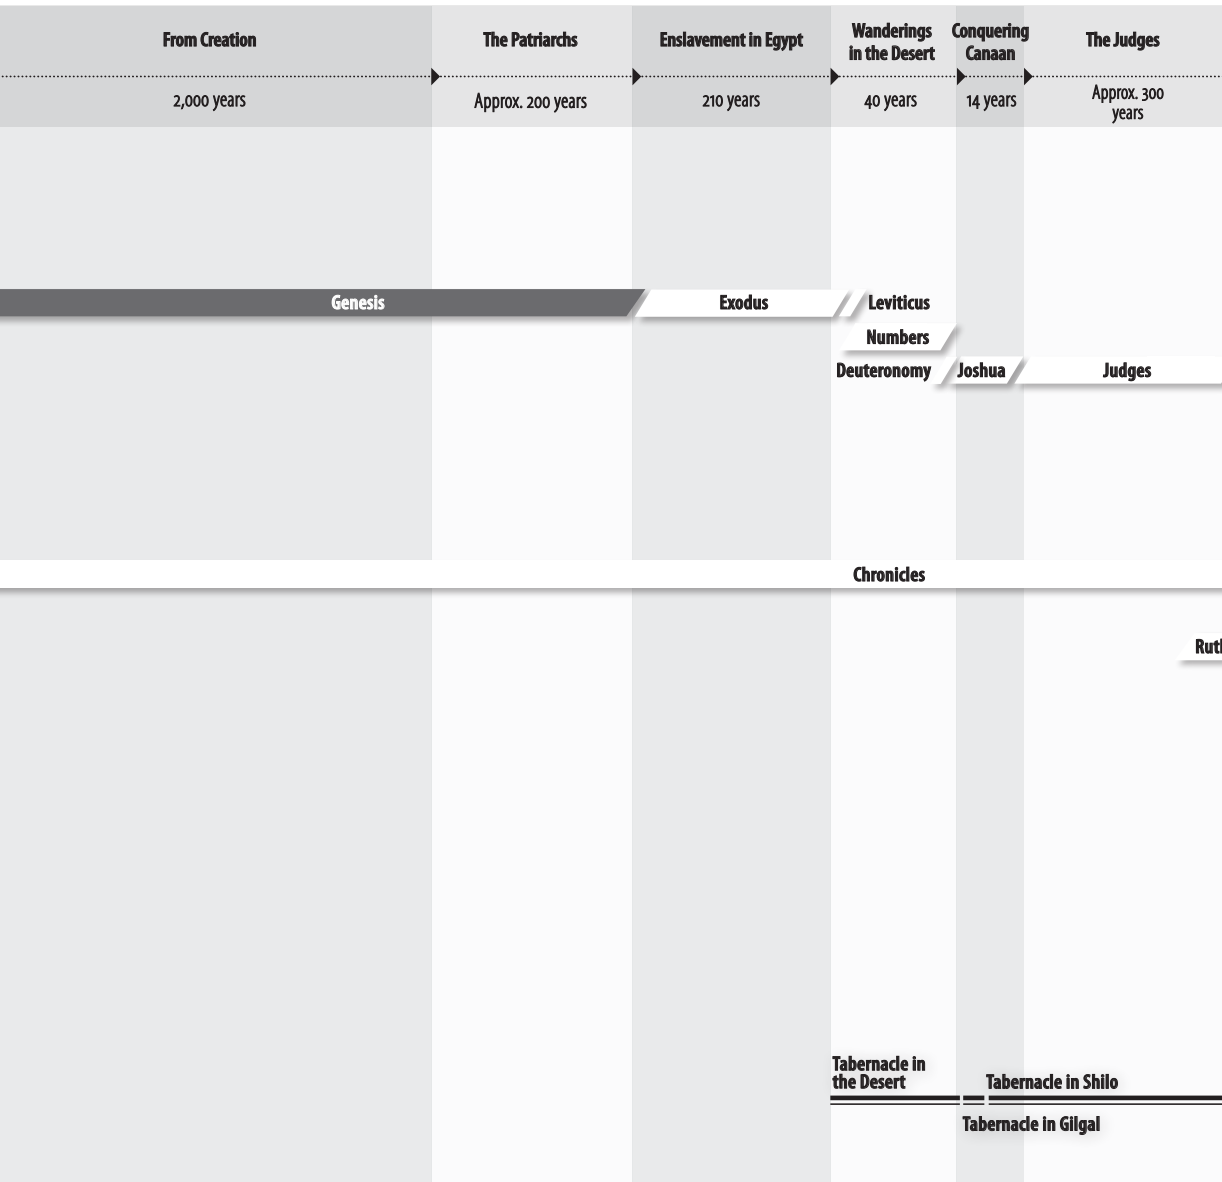 From Creation
The Patriarchs
Enslavement in Egypt
Wanderings
in the Desert
Conquering
Canaan
The Judges
2,000 years
Approx. 200 years
210 years
40 years
14 years
Approx. 300
years
Genesis
Exodus
Leviticus
Numbers
Deuteronomy
Joshua
Judges
Chronicles
Tabernacle in
the Desert
Tabernacle in Shilo
Tabernacle in Gilgal